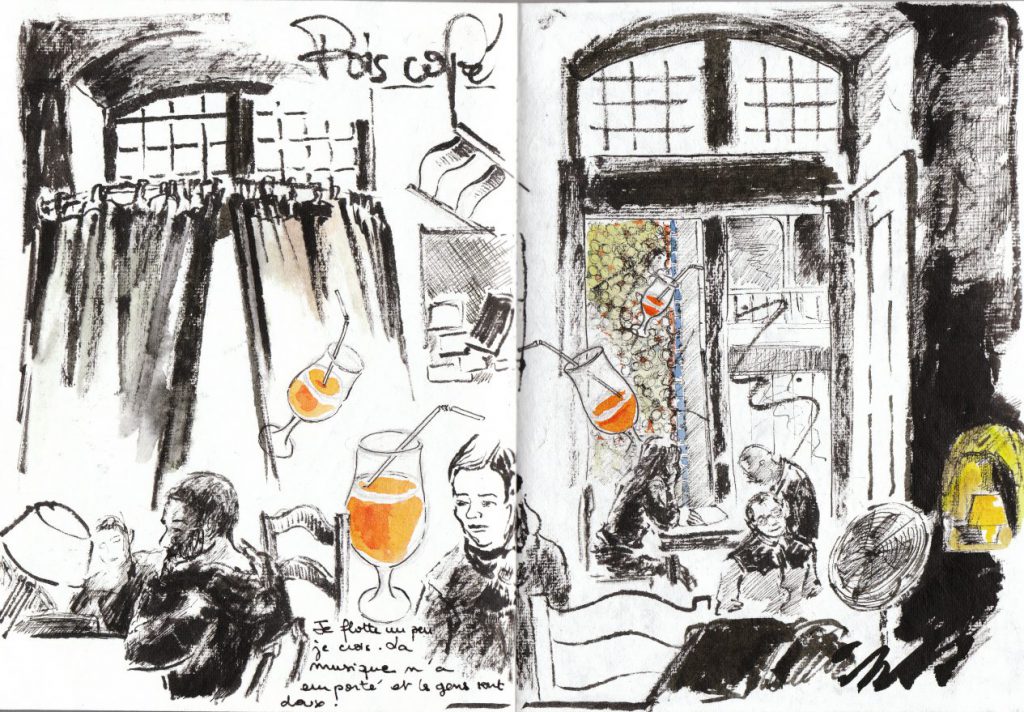 Pois café
Je flotte un peu
je crois. La
musique m'a
emporté et les gens sont
doux !